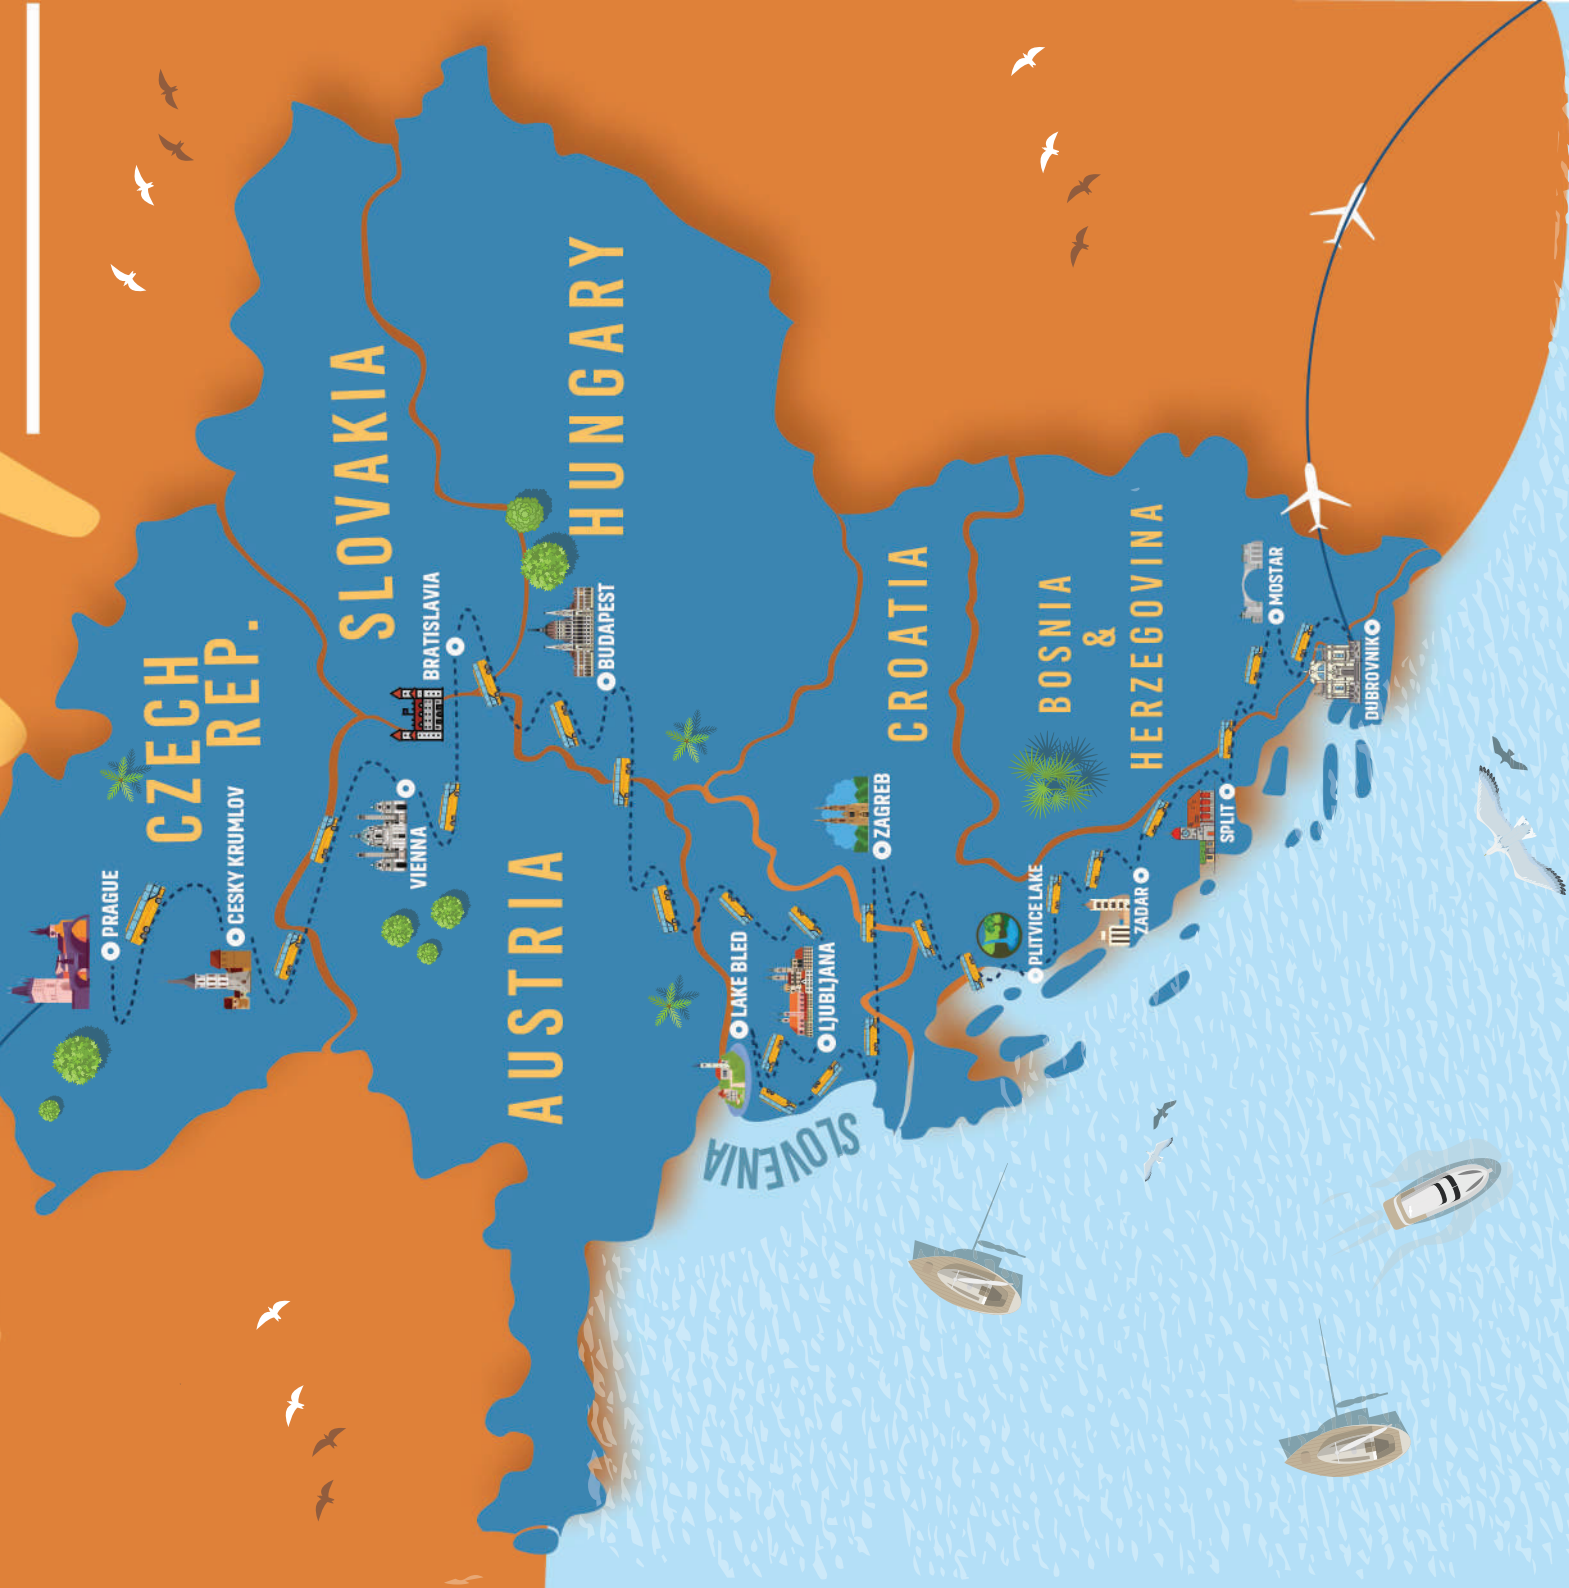 CZECH
REP.
PRAGUE
CESKY KRUMLOV
SLOVAKIA
BRATISLAVIA
VIENNA
HUNGARY
BUDAPEST
AUSTRIA
LAKE BLED
LJUBLJANA
SLOVENIA
ZAGREB
CROATIA
PLITVICE LAKE
BOSNIA
&
HERZEGOVINA
ZADAR
SPLIT
MOSTAR
DUBROVNIK